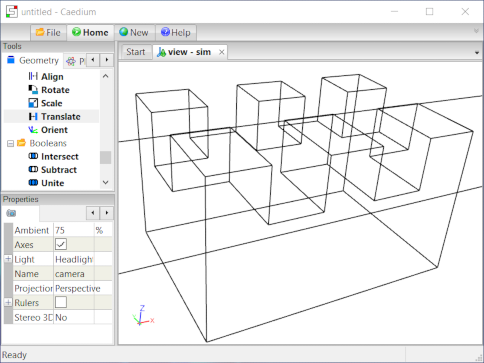 untitled - Caedium
File Home New Help
Tools
Geometry P
Align
Rotate
Scale
Translate
Orient
Booleans
Intersect
Subtract
Unite
Properties
Ambient 75 %
Axes
Light Headlight
Name camera
Projection Perspective
Rulers
Stereo 3D No
Start view - sim
Z
Y
X
Ready